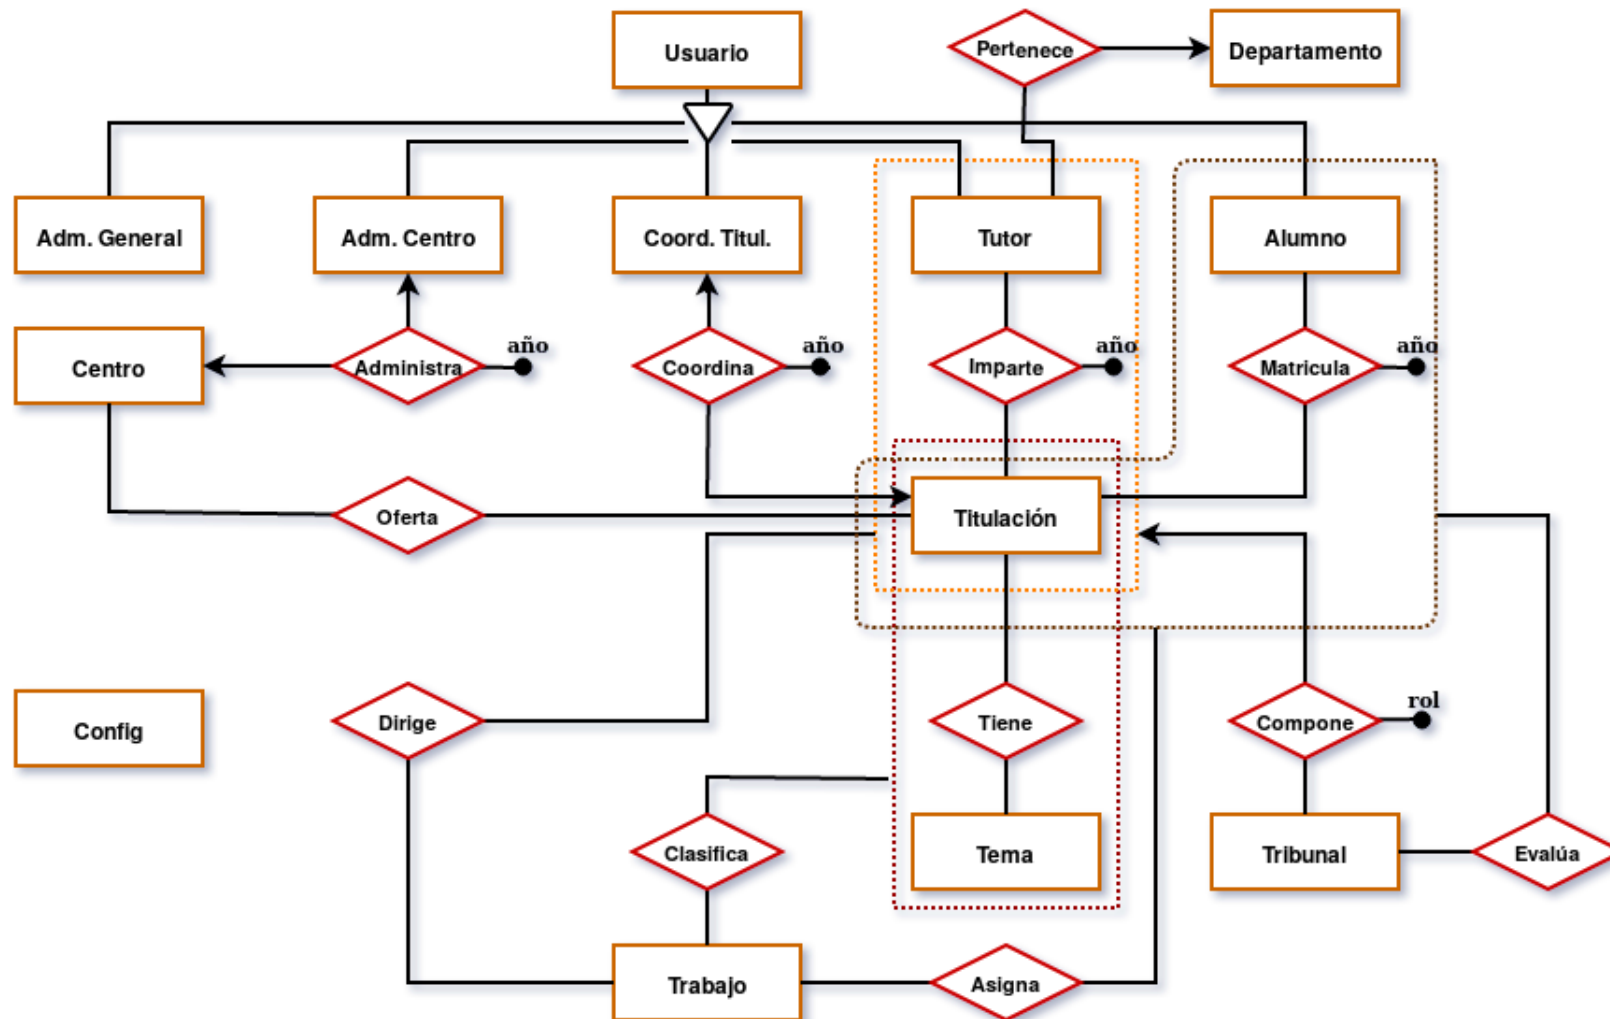 Usuario
Pertenece
Departamento
Adm. General
Adm. Centro
Coord. Titul.
Tutor
Alumno
Centro
Administra
año
Coordina
año
Imparte
año
Matricula
año
Oferta
Titulación
Config
Dirige
Tiene
Compone
rol
Clasifica
Tema
Tribunal
Evalúa
Trabajo
Asigna